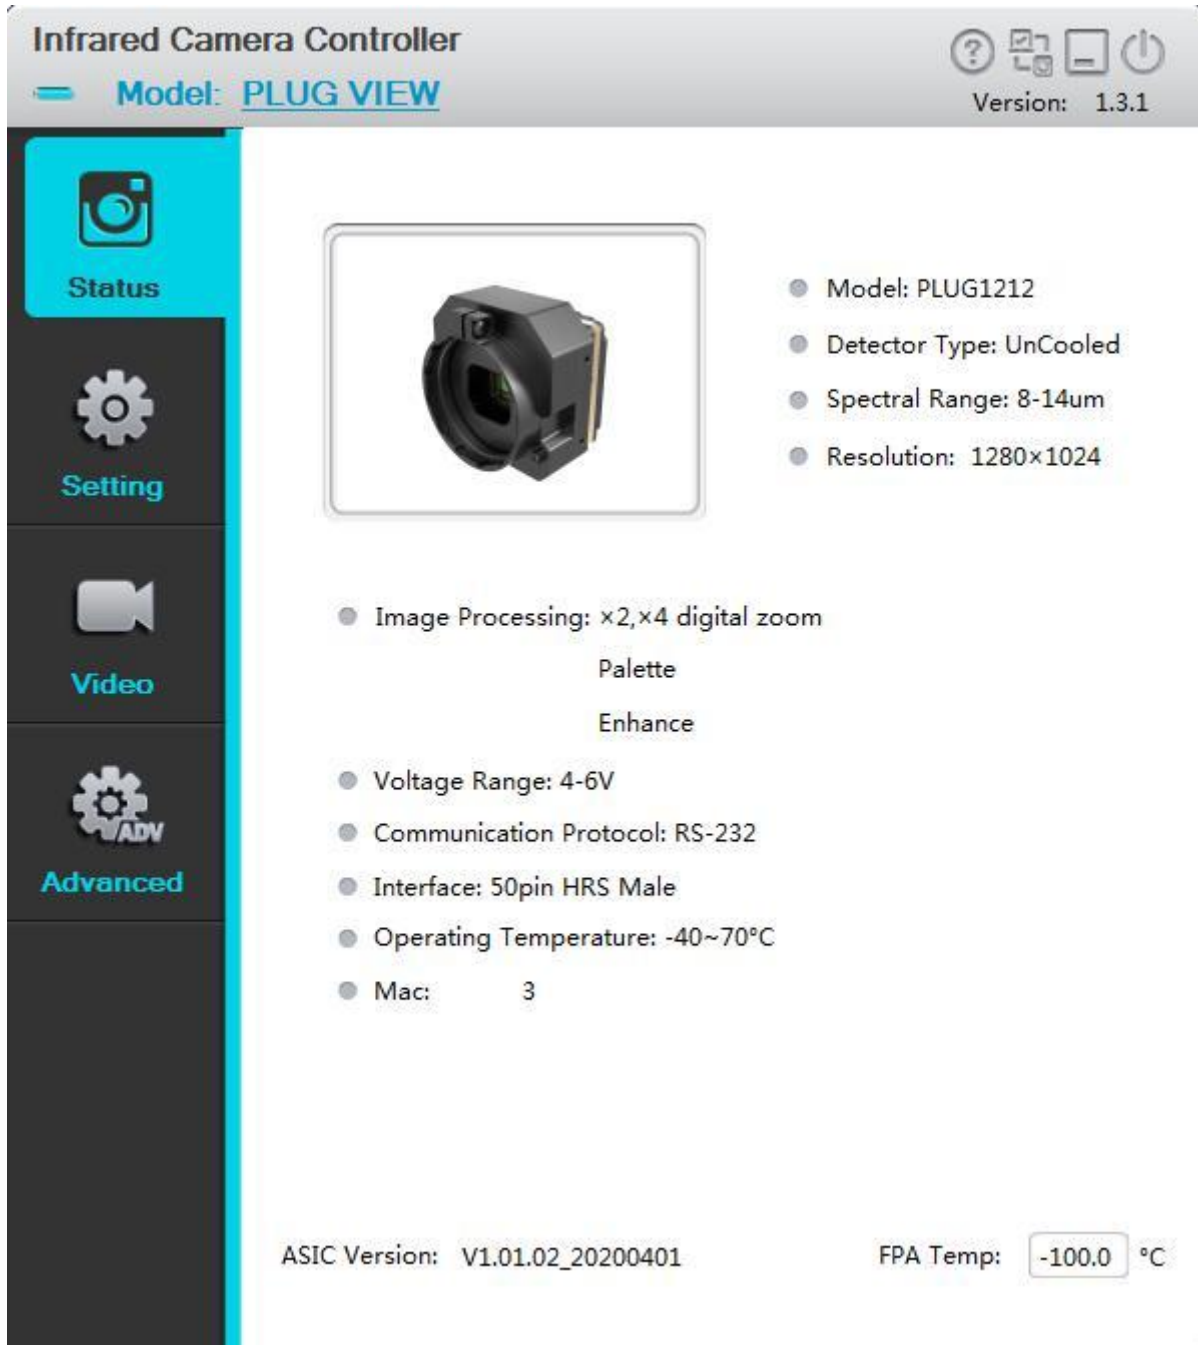 Infrared Camera Controller
Model: PLUG VIEW
Version: 1.3.1
Status
Setting
Video
ADV
Advanced
Model: PLUG1212
Detector Type: UnCooled
Spectral Range: 8-14um
Resolution: 1280×1024
Image Processing: ×2,×4 digital zoom
Palette
Enhance
Voltage Range: 4-6V
Communication Protocol: RS-232
Interface: 50pin HRS Male
Operating Temperature: -40~70°C
Mac: 3
ASIC Version: V1.01.02_20200401
FPA Temp: -100.0 °C